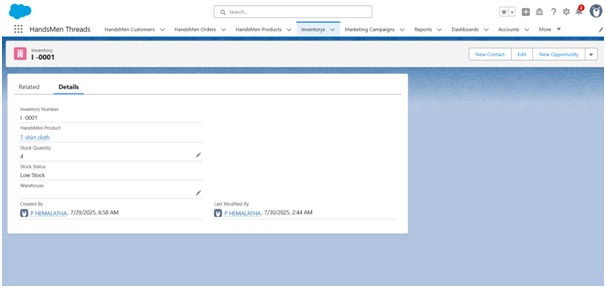 Search...
2
HandsMen Threads HandsMen Customers HandsMen Orders HandsMen Products Inventorys Marketing Campaigns Reports Dashboards Accounts More
Inventory
I -0001
New Contact Edit New Opportunity
Related Details
Inventory Number
I -0001
HandsMen Product
T-shirt cloth
Stock Quantity
4
Stock Status
Low Stock
Warehouse
Created By Last Modified By
P HEMALATHA, 7/29/2025, 6:58 AM P HEMALATHA, 7/30/2025, 2:44 AM